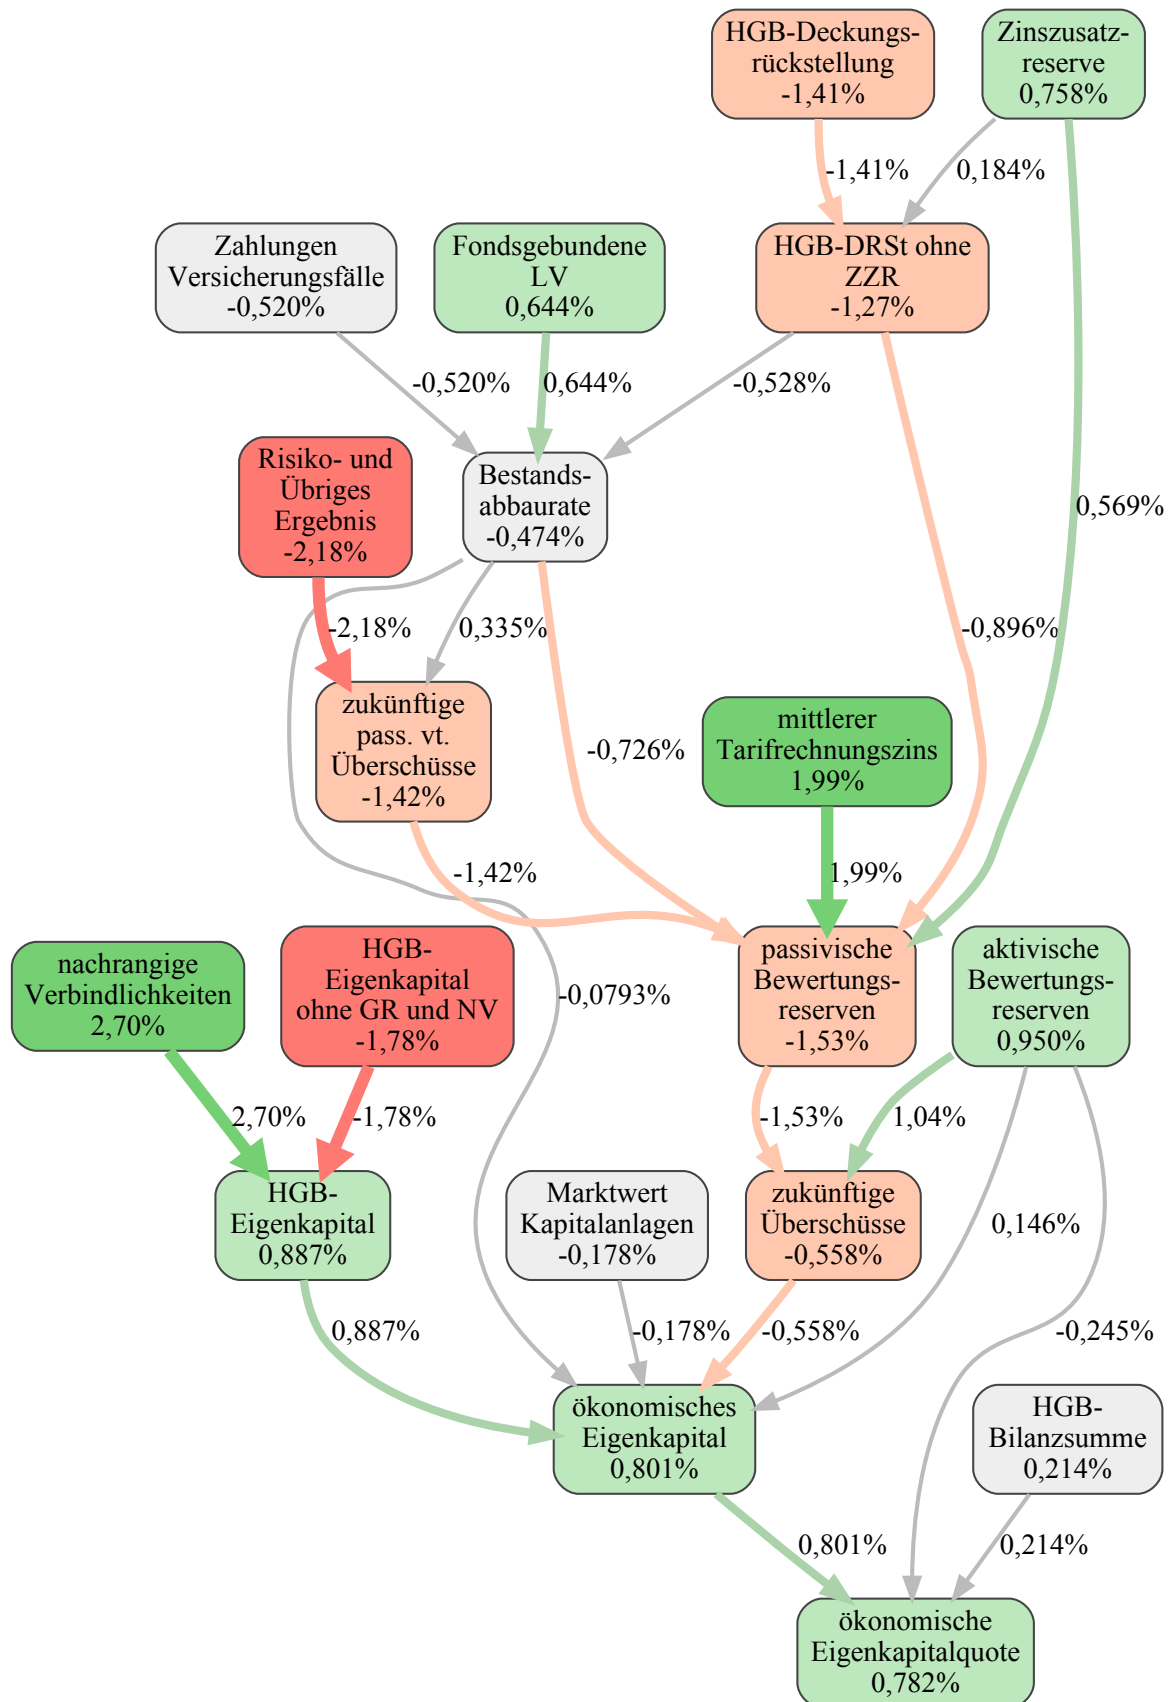 HGB-Deckungs-
rückstellung
-1,41%
Zinszusatz-
reserve
0,758%
-1,41%
0,184%
Zahlungen
Versicherungsfälle
-0,520%
Fondsgebundene
LV
0,644%
HGB-DRSt ohne
ZZR
-1,27%
-0,520%
0,644%
-0,528%
Risiko- und
Übriges
Ergebnis
-2,18%
Bestands-
abbaurate
-0,474%
0,569%
-2,18%
0,335%
-0,896%
zukünftige
pass. vt.
Überschüsse
-1,42%
-0,726%
mittlerer
Tarifrechnungszins
1,99%
-1,42%
1,99%
nachrangige
Verbindlichkeiten
2,70%
HGB-
Eigenkapital
ohne GR und NV
-1,78%
-0,0793%
passivische
Bewertungs-
reserven
-1,53%
aktivische
Bewertungs-
reserven
0,950%
2,70%
-1,78%
-1,53%
1,04%
HGB-
Eigenkapital
0,887%
Marktwert
Kapitalanlagen
-0,178%
zukünftige
Überschüsse
-0,558%
0,146%
0,887%
-0,178%
-0,558%
-0,245%
ökonomisches
Eigenkapital
0,801%
HGB-
Bilanzsumme
0,214%
0,801%
0,214%
ökonomische
Eigenkapitalquote
0,782%